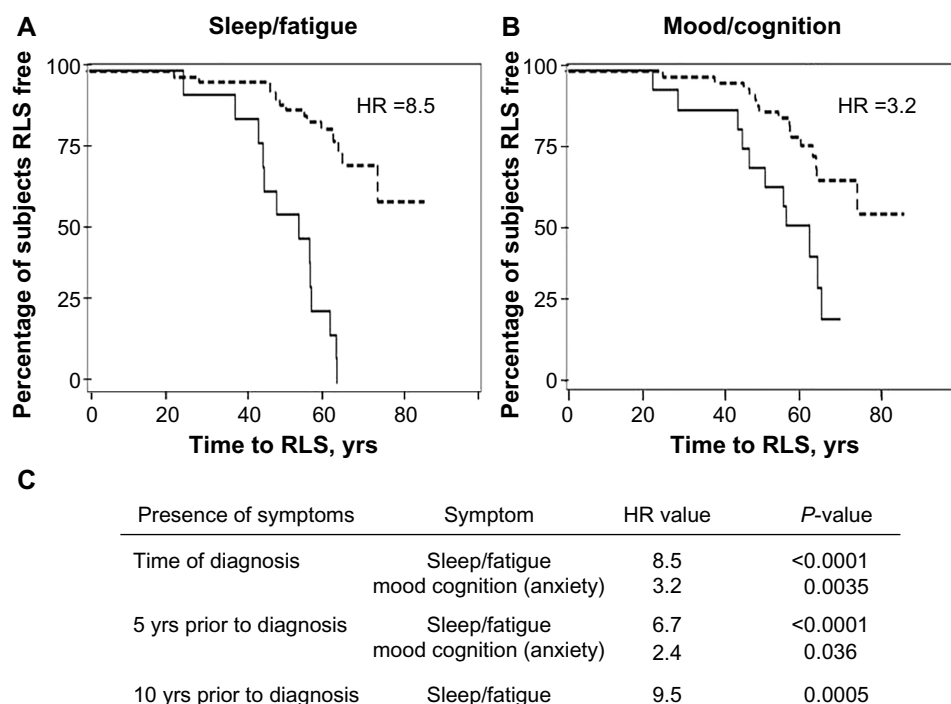 A Sleep/fatigue
B Mood/cognition
Percentage of subjects RLS free
100
75
50
25
0
HR =8.5
0 20 40 60 80
Time to RLS, yrs
Percentage of subjects RLS free
100
75
50
25
0
HR =3.2
0 20 40 60 80
Time to RLS, yrs
C
Presence of symptoms Symptom HR value P-value
Time of diagnosis Sleep/fatigue 8.5 <0.0001
mood cognition (anxiety) 3.2 0.0035
5 yrs prior to diagnosis Sleep/fatigue 6.7 <0.0001
mood cognition (anxiety) 2.4 0.036
10 yrs prior to diagnosis Sleep/fatigue 9.5 0.0005